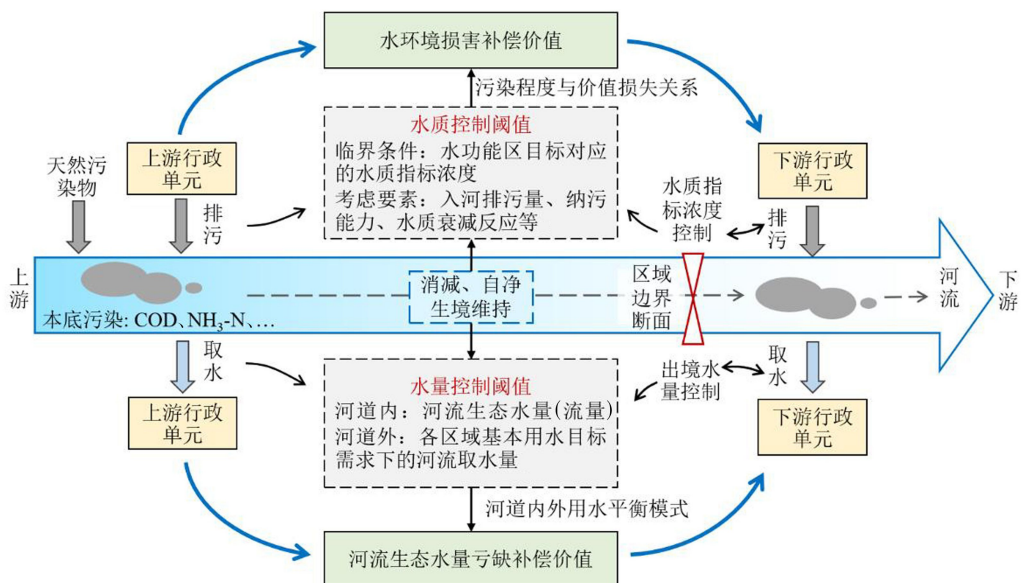 水环境损害补偿价值
污染程度与价值损失关系
水质控制阈值
临界条件：水功能区目标对应
的水质指标浓度
考虑要素：入河排污量、纳污
能力、水质衰减反应等
天然污
染物
上游行政
单元
排
污
水质指
标浓度
控制
排
污
下游行政
单元
上
游
本底污染: COD、NH₃-N、…
消减、自净
生境维持
区域
边界
断面
河
流
下
游
取
水
上游行政
单元
水量控制阈值
河道内：河流生态水量(流量)
河道外：各区域基本用水目标
需求下的河流取水量
出境水
量控制
取
水
下游行政
单元
河道内外用水平衡模式
河流生态水量亏缺补偿价值